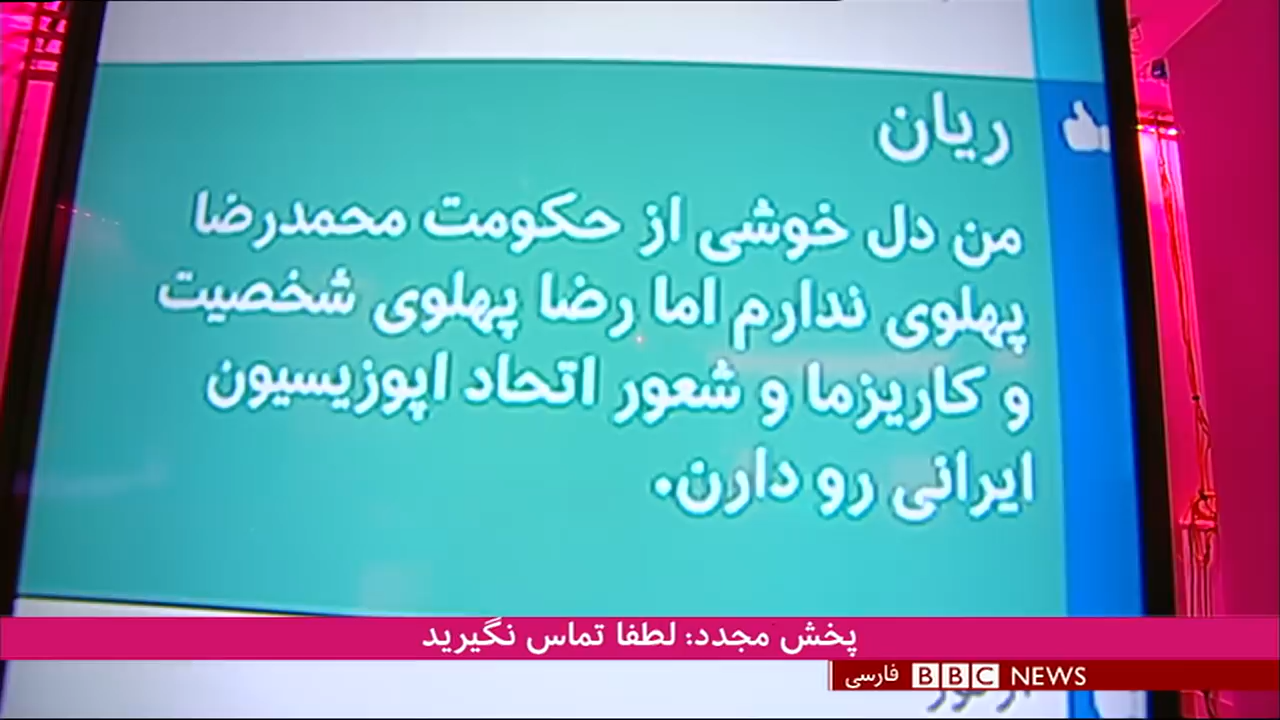 ریان
من دل خوشی از حکومت محمدرضا
پهلوی ندارم اما رضا پهلوی شخصیت
و کاریزما و شعور اتحاد اپوزیسیون
ایرانی رو دارن.
پخش مجدد: لطفا تماس نگیرید
BBC NEWS فارسی